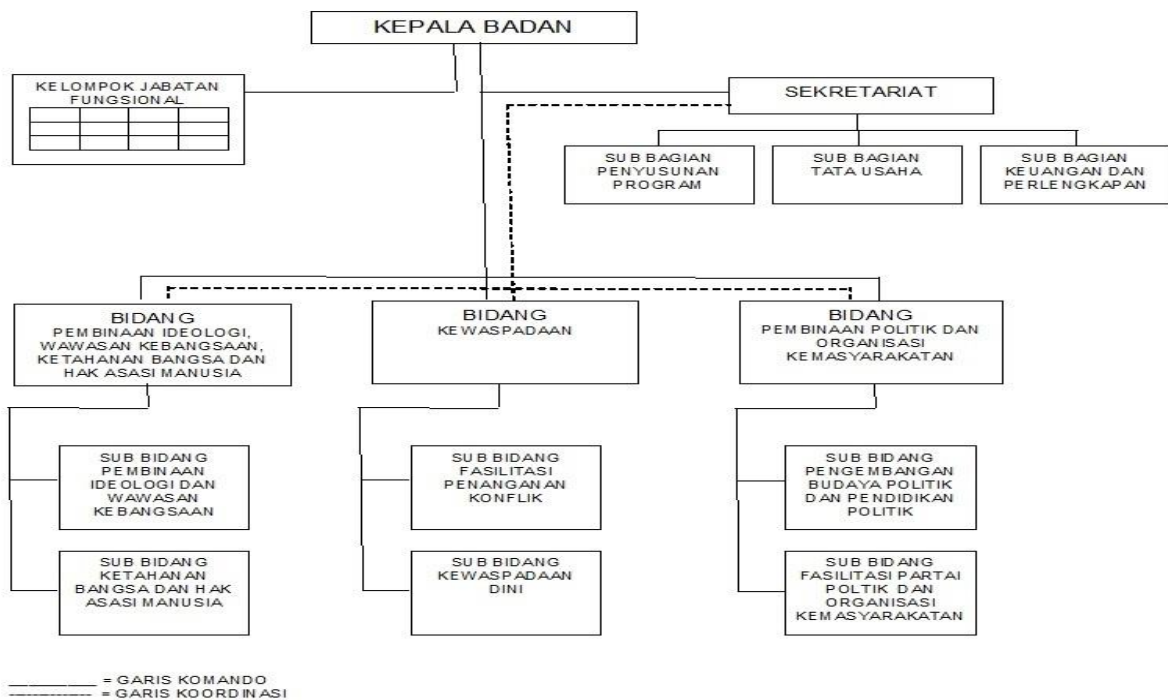 KEPALA BADAN
KELOMPOK JABATAN
FUNGSIONAL
SEKRETARIAT
SUB BAGIAN
PENYUSUNAN
PROGRAM
SUB BAGIAN
TATA USAHA
SUB BAGIAN
KEUANGAN DAN
PERLENGKAPAN
BIDANG
PEMBINAAN IDEOLOGI,
WAWASAN KEBANGSAAN,
KETAHANAN BANGSA DAN
HAK ASASI MANUSIA
BIDANG
KEWASPADAAN
BIDANG
PEMBINAAN POLITIK DAN
ORGANISASI
KEMASYARAKATAN
SUB BIDANG
PEMBINAAN
IDEOLOGI DAN
WAWASAN
KEBANGSAAN
SUB BIDANG
FASILITASI
PENANGANAN
KONFLIK
SUB BIDANG
PENGEMBANGAN
BUDAYA POLITIK
DAN PENDIDIKAN
POLITIK
SUB BIDANG
KETAHANAN
BANGSA DAN HAK
ASASI MANUSIA
SUB BIDANG
KEWASPADAAN
DINI
SUB BIDANG
FASILITASI PARTAI
POLTIK DAN
ORGANISASI
KEMASYARAKATAN
= GARIS KOMANDO
= GARIS KOORDINASI